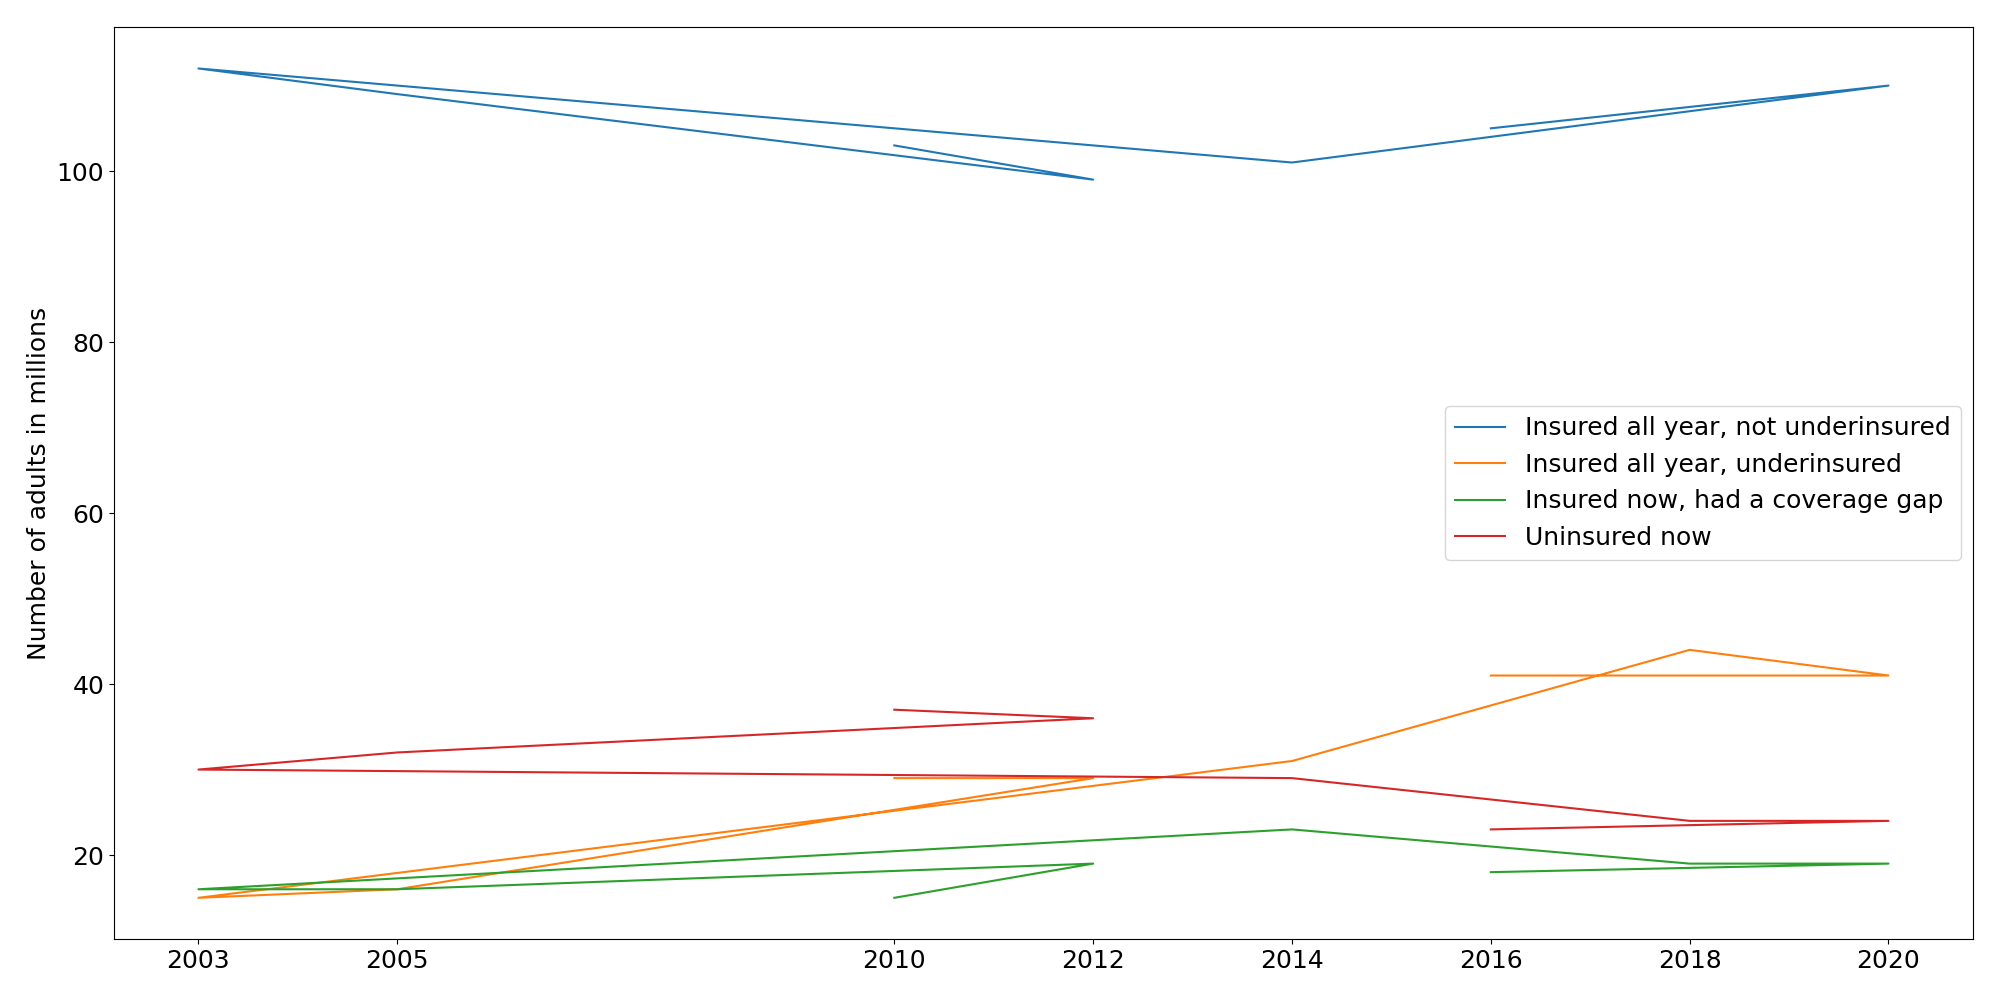 Number of adults in millions
100
80
60
40
20
Insured all year, not underinsured
Insured all year, underinsured
Insured now, had a coverage gap
Uninsured now
2003 2005 2010 2012 2014 2016 2018 2020